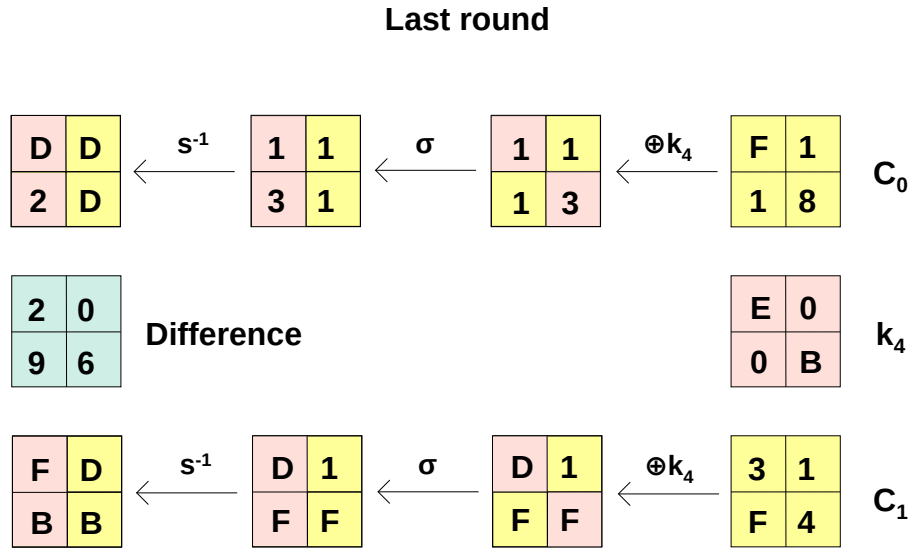 Last round
D D s⁻¹ 1 1 σ 1 1 ⊕k₄ F 1
2 D 3 1 1 3 1 8 C₀
2 0 E 0
9 6 Difference 0 B k₄
F D s⁻¹ D 1 σ D 1 ⊕k₄ 3 1
B B F F F F F 4 C₁